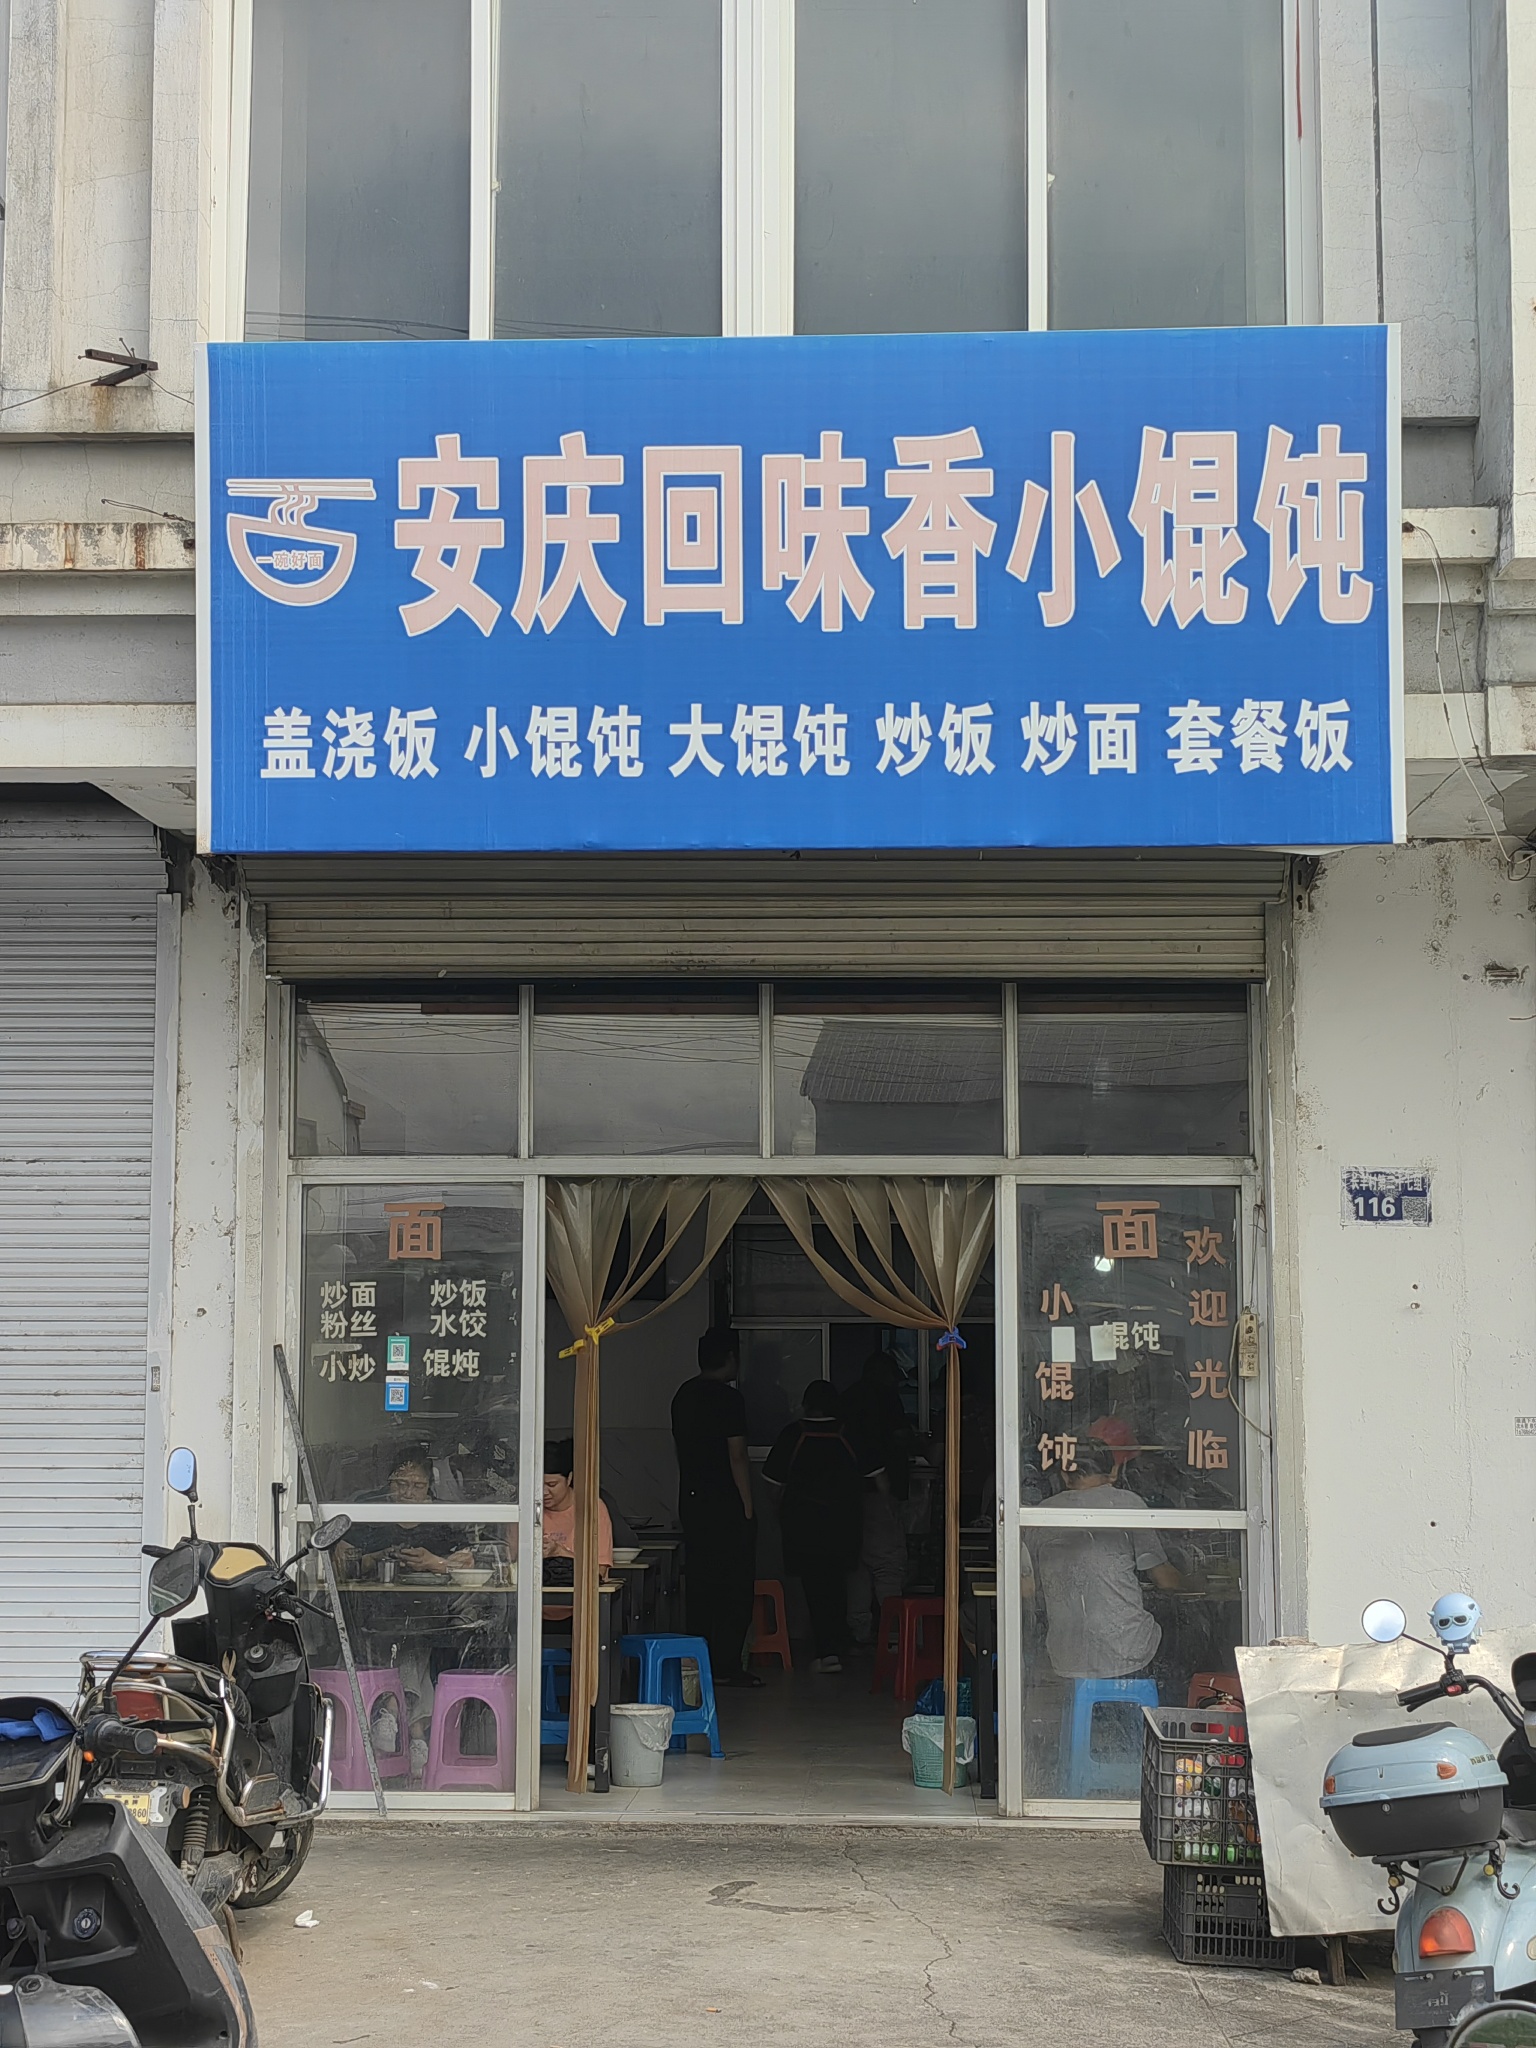 安庆回味香小馄饨
一碗好面
盖浇饭 小馄饨 大馄饨 炒饭 炒面 套餐饭
面
炒面 炒饭
粉丝 水饺
小炒 馄炖
面
小馄饨
馄饨
欢迎光临
116